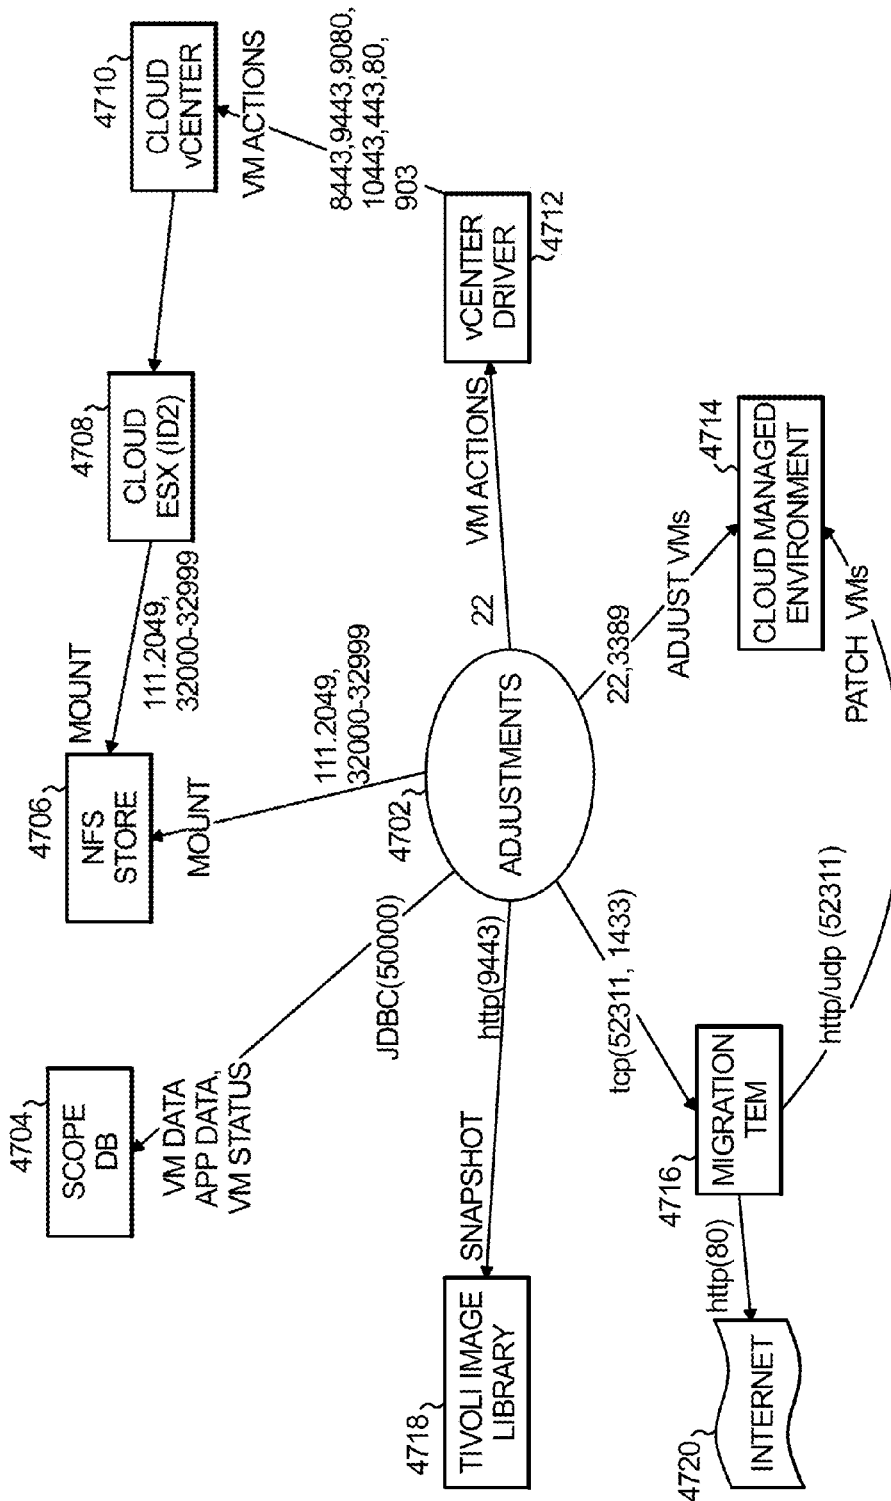 4704
SCOPE
DB
VM DATA
APP DATA,
VM STATUS
JDBC(50000)
4706
NFS
STORE
MOUNT
MOUNT
111.2049,
32000-32999
111.2049,
32000-32999
4708
CLOUD
ESX (ID2)
4710
CLOUD
vCENTER
VM ACTIONS
8443,9443,9080,
10443,443,80,
903
4718
TIVOLI IMAGE
LIBRARY
SNAPSHOT
http(9443)
4702
ADJUSTMENTS
22
VM ACTIONS
vCENTER
DRIVER
4712
4720
INTERNET
http(80)
4716
MIGRATION
TEM
tcp(52311, 1433)
http/udp (52311)
22,3389
ADJUST VMs
4714
CLOUD MANAGED
ENVIRONMENT
PATCH VMs